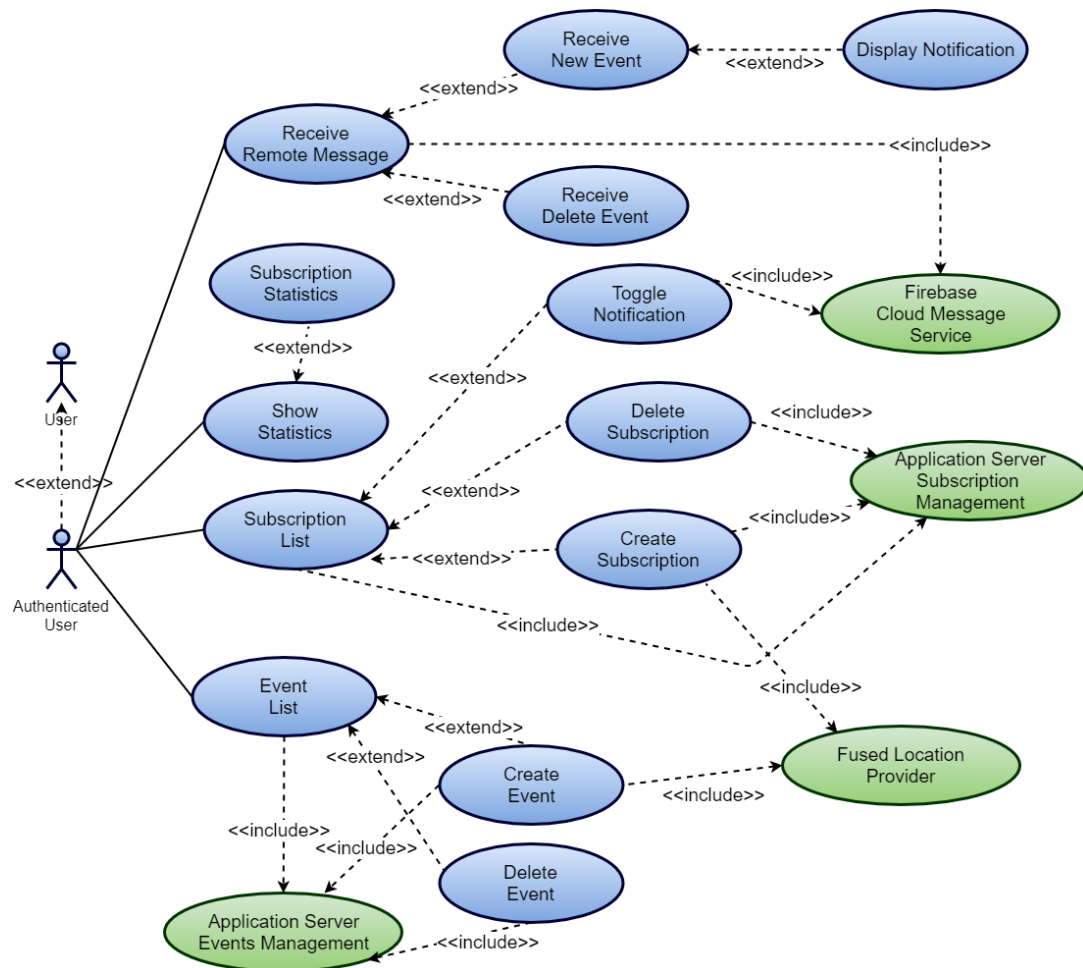 Receive
New Event
<<extend>>
Display Notification
<<extend>>
Receive
Remote Message
<<include>>
<<extend>>
Receive
Delete Event
Subscription
Statistics
<<extend>>
Toggle
Notification
<<include>>
Firebase
Cloud Message
Service
<<extend>>
User
<<extend>>
Show
Statistics
Delete
Subscription
<<include>>
<<extend>>
Application Server
Subscription
Management
Authenticated
User
Subscription
List
<<extend>>
Create
Subscription
<<include>>
<<include>>
<<include>>
Event
List
<<extend>>
<<extend>>
Create
Event
<<include>>
Fused Location
Provider
<<include>>
<<include>>
Delete
Event
Application Server
Events Management
<<include>>